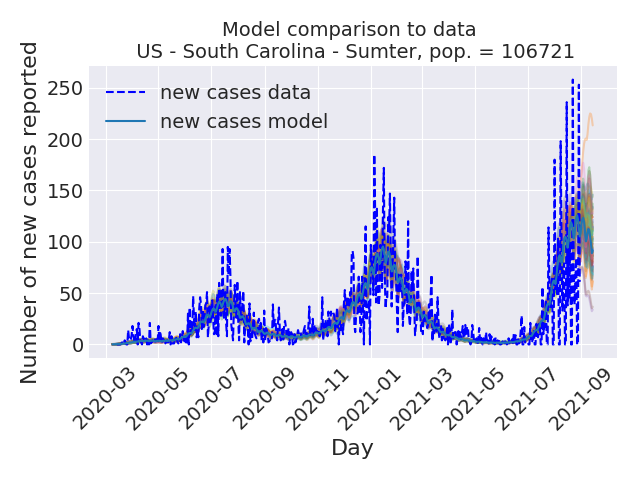 Model comparison to data
US - South Carolina - Sumter, pop. = 106721
Number of new cases reported
250
200
150
100
50
0
new cases data
new cases model
2020-03
2020-05
2020-07
2020-09
2020-11
2021-01
2021-03
2021-05
2021-07
2021-09
Day